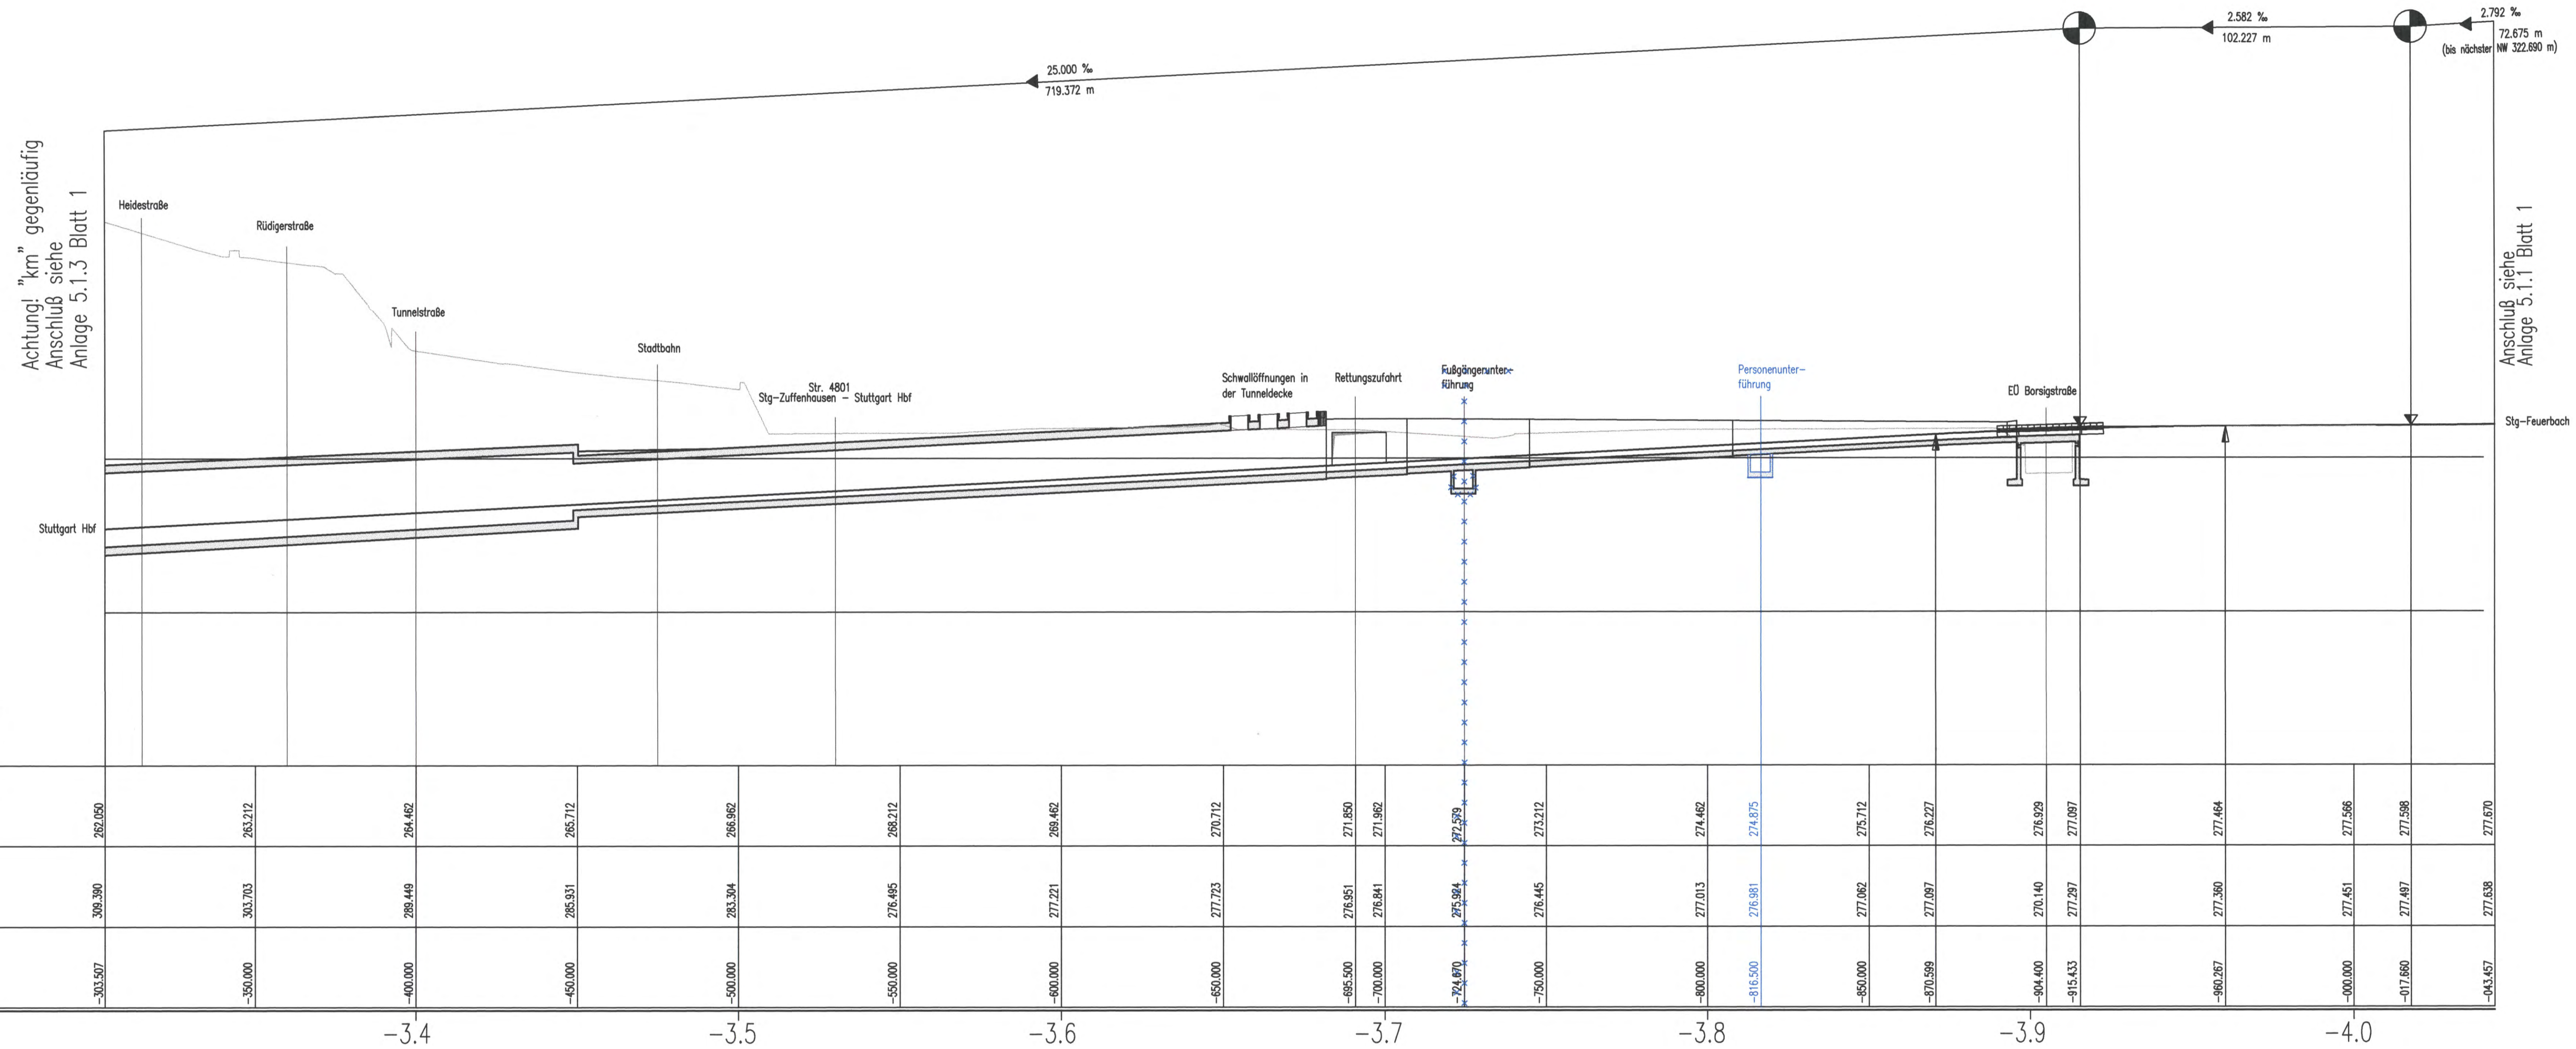 2.582 ‰
102.227 m
2.792 ‰
72.675 m
(bis nächster NW 322.690 m)
25.000 ‰
719.372 m
Achtung! "km" gegenläufig
Anschluß siehe
Anlage 5.1.3 Blatt 1
Anschluß siehe
Anlage 5.1.1 Blatt 1
Heidestraße
Rüdigerstraße
Tunnelstraße
Stadtbahn
Str. 4801
Stg-Zuffenhausen - Stuttgart Hbf
Schwallöffnungen in
der Tunneldecke
Rettungszufahrt
Fußgängerunter-
führung
Personenunter-
führung
EÜ Borsigstraße
Stg-Feuerbach
Stuttgart Hbf
262.050 263.212 264.462 265.712 266.962 268.212 269.462 270.712 271.850 271.962 272.579 273.212 274.462 274.875 275.712 276.227 276.929 277.097 277.464 277.566 277.598 277.670
309.390 303.703 289.449 285.931 283.304 276.495 277.221 277.723 276.951 276.841 275.924 276.445 277.013 276.981 277.062 277.097 270.140 277.297 277.360 277.451 277.497 277.638
-303.507 -350.000 -400.000 -450.000 -500.000 -550.000 -600.000 -650.000 -695.500 -700.000 -724.670 -750.000 -800.000 -816.500 -850.000 -870.599 -904.400 -915.433 -960.267 -000.000 -017.660 -043.457
-3.4 -3.5 -3.6 -3.7 -3.8 -3.9 -4.0